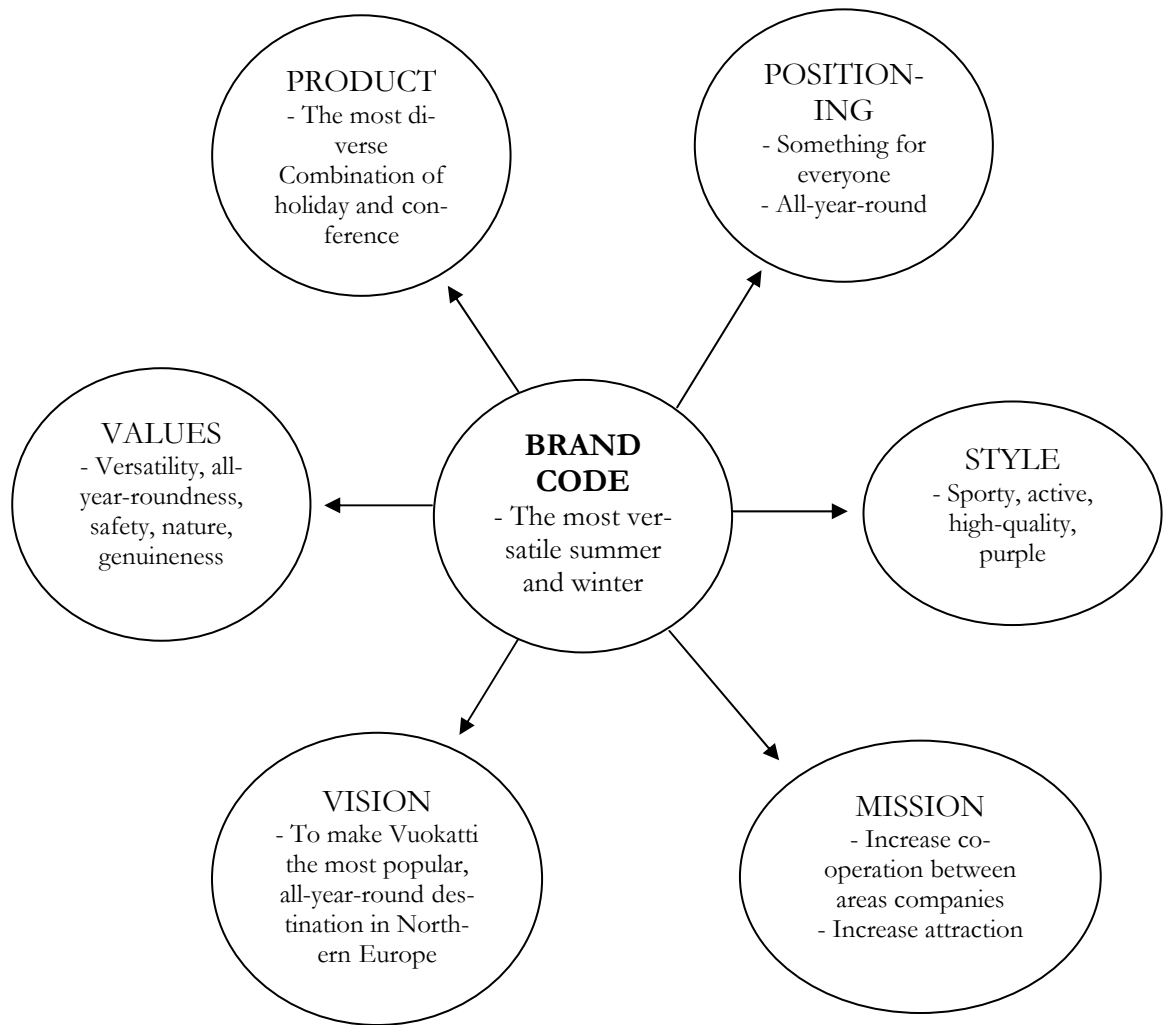 PRODUCT
- The most di-
verse
Combination of
holiday and con-
ference
POSITION-
ING
- Something for
everyone
- All-year-round
VALUES
- Versatility, all-
year-roundness,
safety, nature,
genuineness
BRAND
CODE
- The most ver-
satile summer
and winter
STYLE
- Sporty, active,
high-quality,
purple
VISION
- To make Vuokatti
the most popular,
all-year-round des-
tination in North-
ern Europe
MISSION
- Increase co-
operation between
areas companies
- Increase attraction